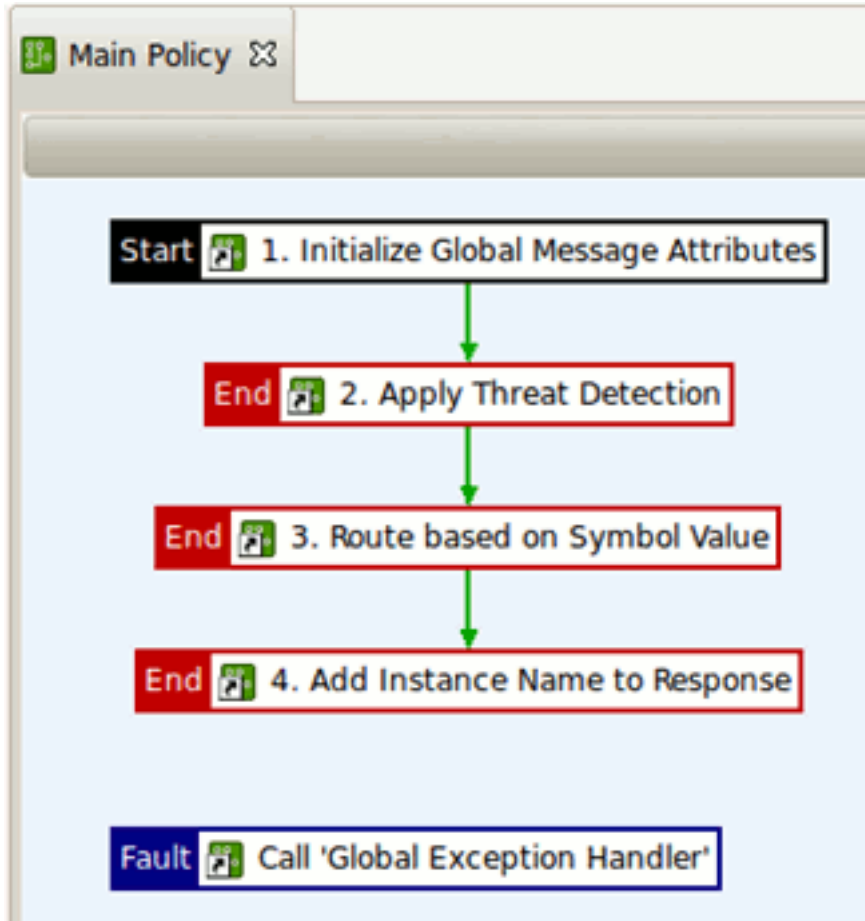 Main Policy
Start 1. Initialize Global Message Attributes
End 2. Apply Threat Detection
End 3. Route based on Symbol Value
End 4. Add Instance Name to Response
Fault Call 'Global Exception Handler'